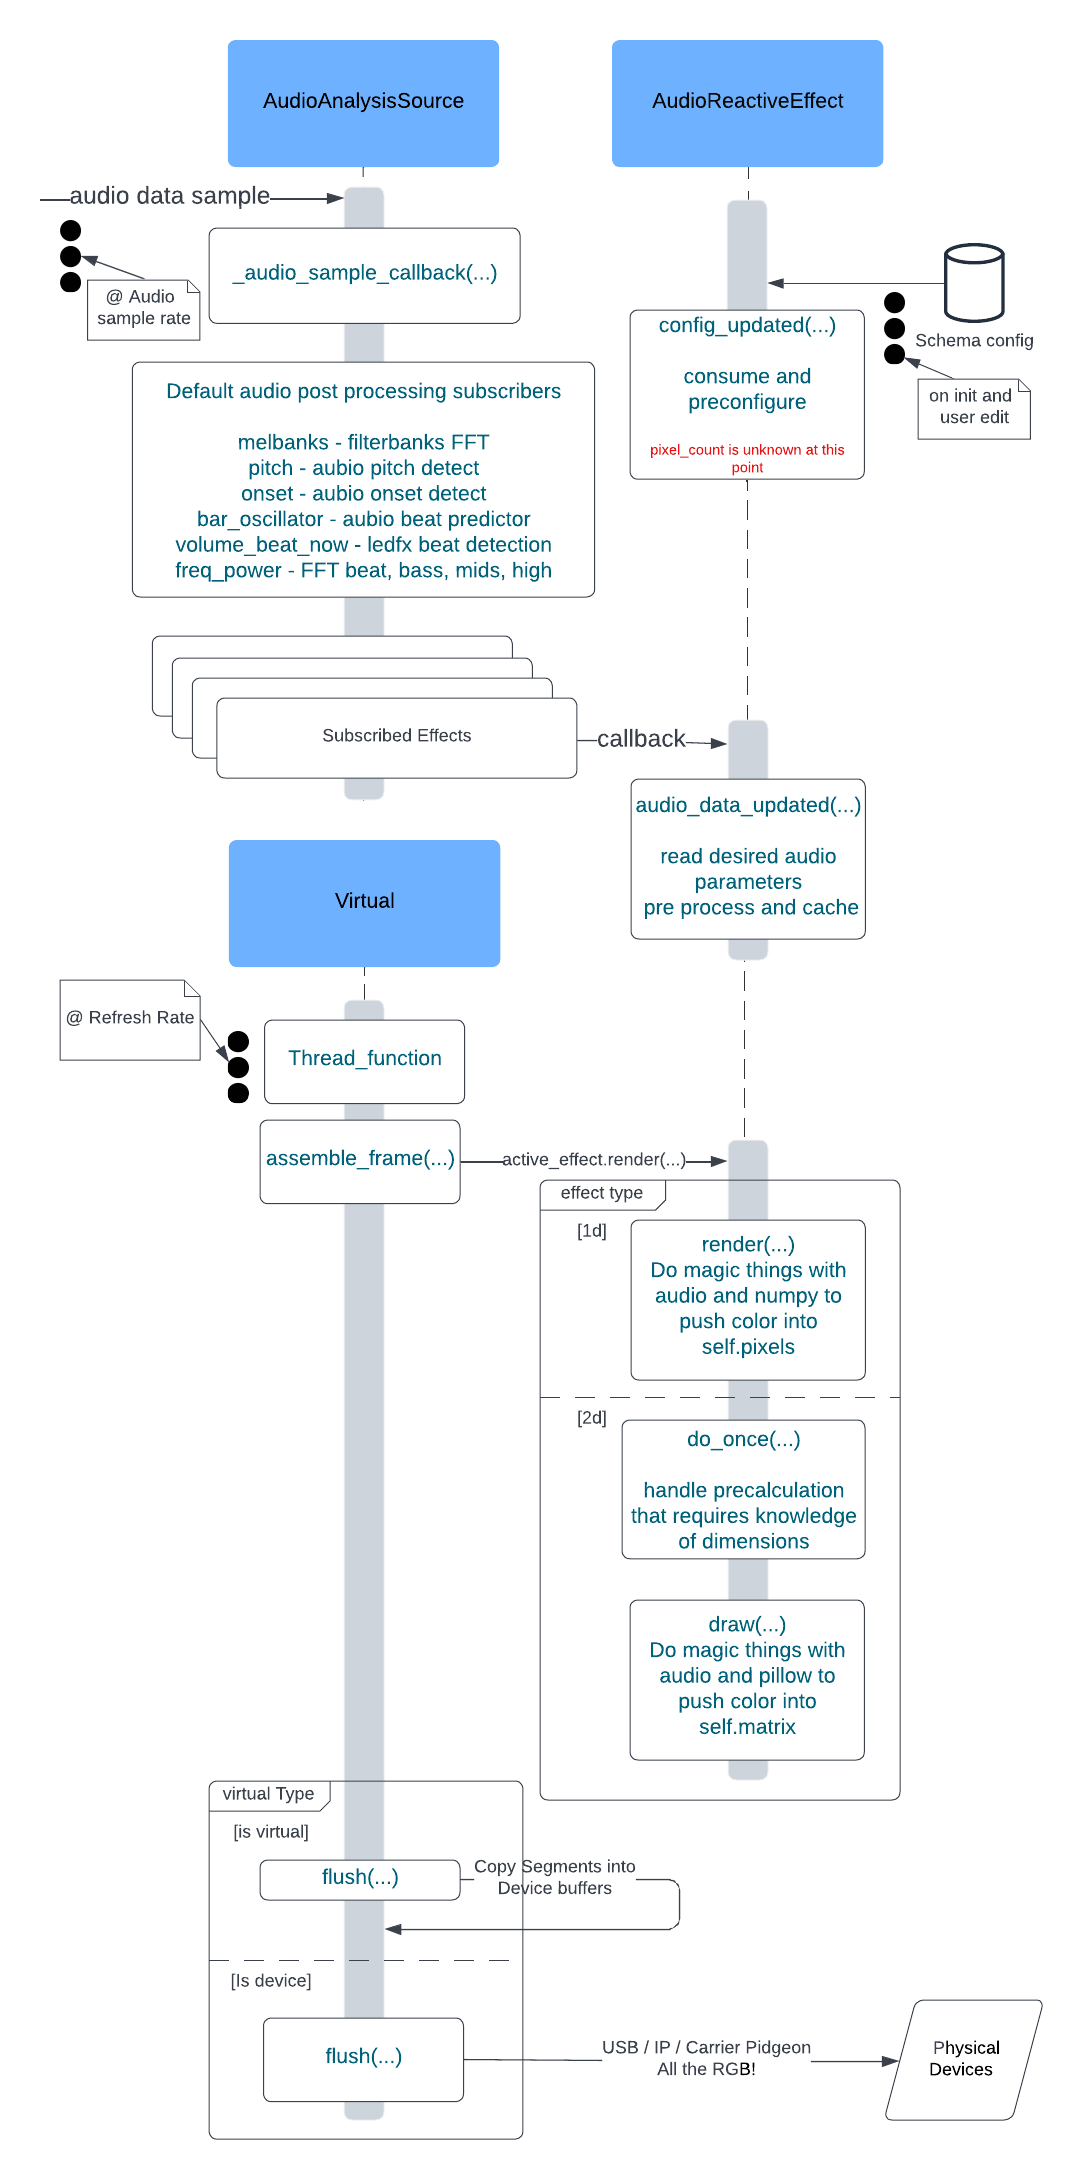 AudioAnalysisSource
AudioReactiveEffect
audio data sample
_audio_sample_callback(...)
@ Audio
sample rate
Schema config
config_updated(...)
consume and
preconfigure
pixel_count is unknown at this
point
on init and
user edit
Default audio post processing subscribers
melbanks - filterbanks FFT
pitch - aubio pitch detect
onset - aubio onset detect
bar_oscillator - aubio beat predictor
volume_beat_now - ledfx beat detection
freq_power - FFT beat, bass, mids, high
Subscribed Effects
callback
audio_data_updated(...)
read desired audio
parameters
pre process and cache
Virtual
@ Refresh Rate
Thread_function
assemble_frame(...)
active_effect.render(...)
effect type
[1d]
render(...)
Do magic things with
audio and numpy to
push color into
self.pixels
[2d]
do_once(...)
handle precalculation
that requires knowledge
of dimensions
draw(...)
Do magic things with
audio and pillow to
push color into
self.matrix
virtual Type
[is virtual]
flush(...)
Copy Segments into
Device buffers
[Is device]
flush(...)
USB / IP / Carrier Pidgeon
All the RGB!
Physical
Devices